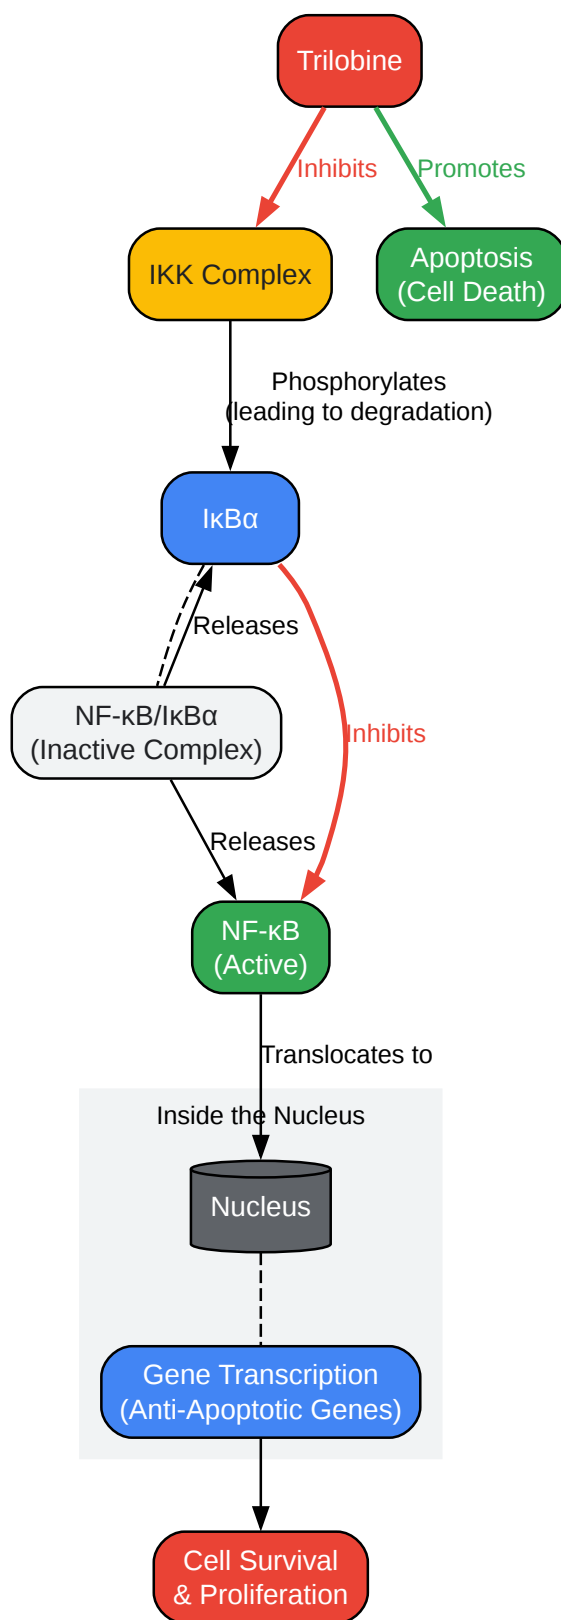 Trilobine
Inhibits
Promotes
IKK Complex
Apoptosis
(Cell Death)
Phosphorylates
(leading to degradation)
IκBα
Releases
NF-κB/IκBα
(Inactive Complex)
Inhibits
Releases
NF-κB
(Active)
Translocates to
Inside the Nucleus
Nucleus
Gene Transcription
(Anti-Apoptotic Genes)
Cell Survival
& Proliferation